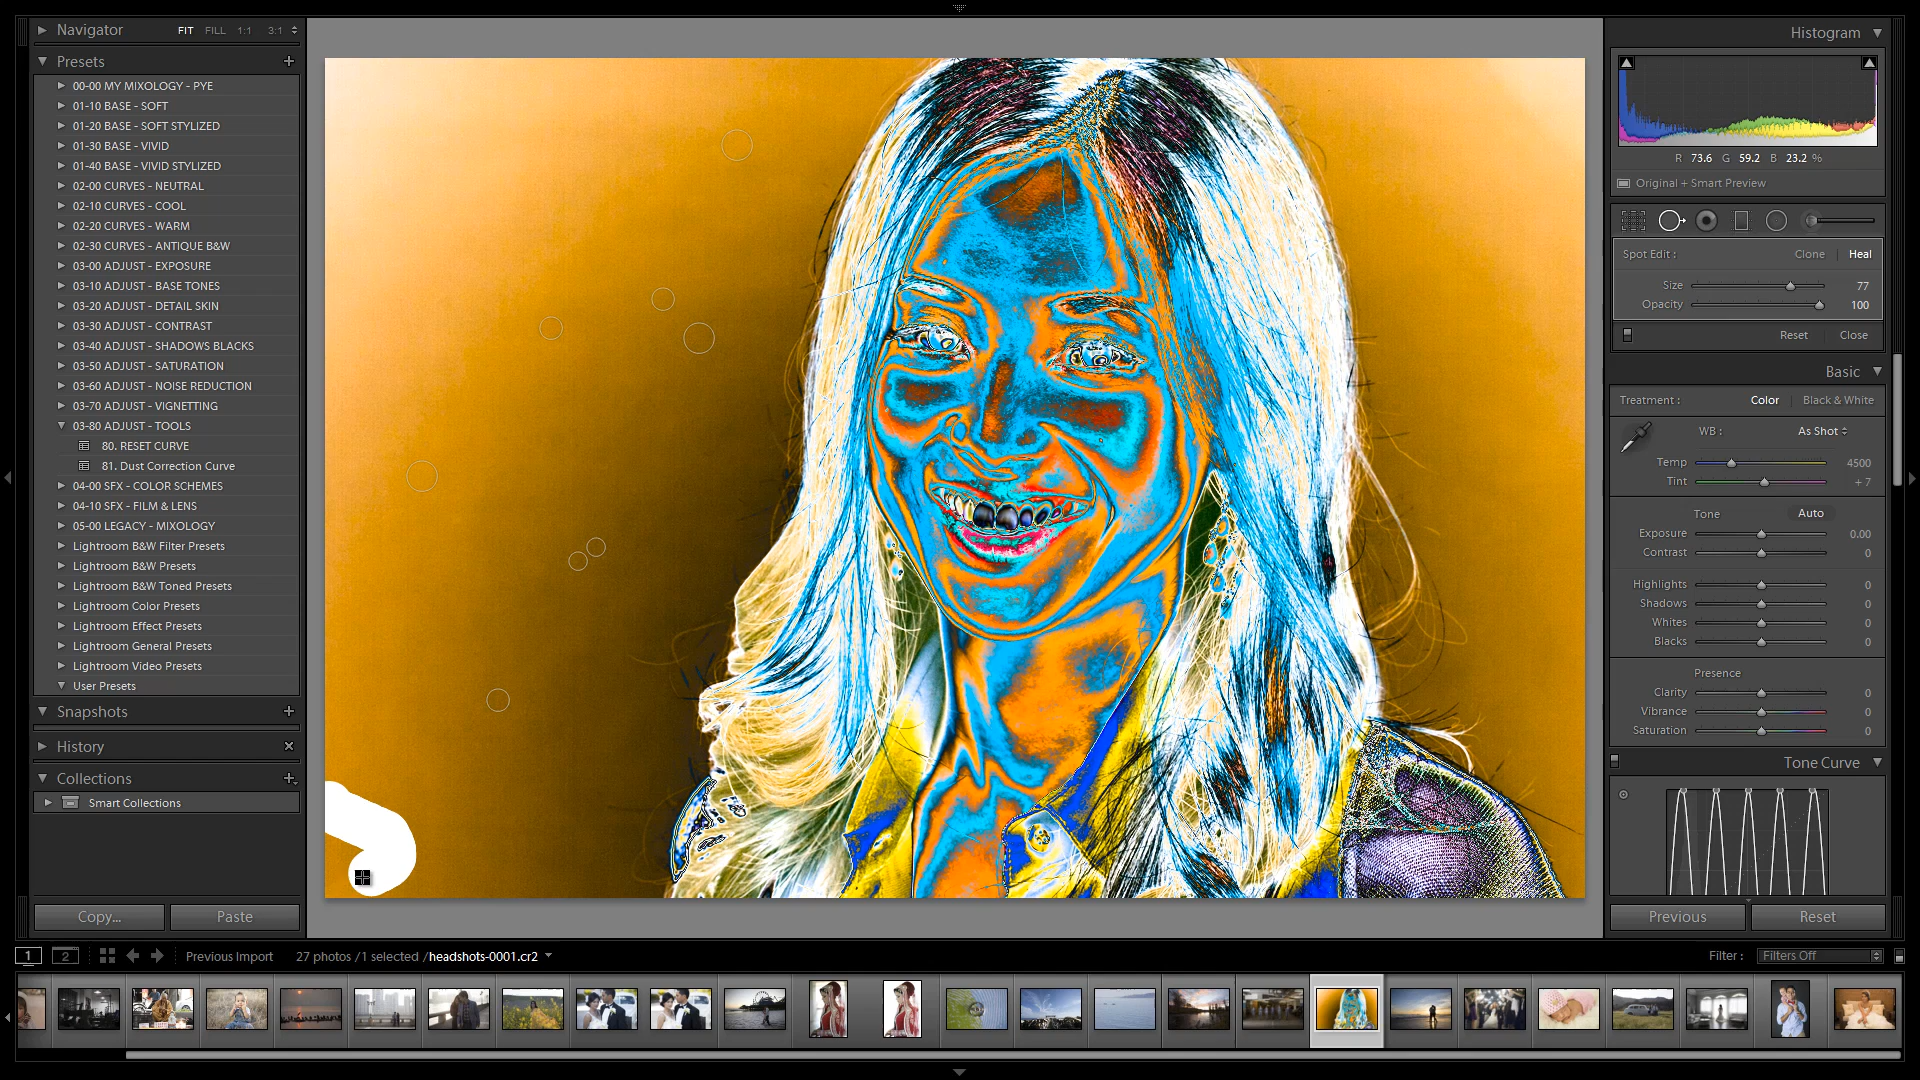 Navigator FIT FILL 1:1 3:1
Presets
00-00 MY MIXOLOGY - PYE
01-10 BASE - SOFT
01-20 BASE - SOFT STYLIZED
01-30 BASE - VIVID
01-40 BASE - VIVID STYLIZED
02-00 CURVES - NEUTRAL
02-10 CURVES - COOL
02-20 CURVES - WARM
02-30 CURVES - ANTIQUE B&W
03-00 ADJUST - EXPOSURE
03-10 ADJUST - BASE TONES
03-20 ADJUST - DETAIL SKIN
03-30 ADJUST - CONTRAST
03-40 ADJUST - SHADOWS BLACKS
03-50 ADJUST - SATURATION
03-60 ADJUST - NOISE REDUCTION
03-70 ADJUST - VIGNETTING
03-80 ADJUST - TOOLS
80. RESET CURVE
81. Dust Correction Curve
04-00 SFX - COLOR SCHEMES
04-10 SFX - FILM & LENS
05-00 LEGACY - MIXOLOGY
Lightroom B&W Filter Presets
Lightroom B&W Presets
Lightroom B&W Toned Presets
Lightroom Color Presets
Lightroom Effect Presets
Lightroom General Presets
Lightroom Video Presets
User Presets
Snapshots
History
Collections
Smart Collections
Copy... Paste
Histogram
R 73.6 G 59.2 B 23.2 %
Original + Smart Preview
Spot Edit : Clone Heal
Size 77
Opacity 100
Reset Close
Basic
Treatment : Color Black & White
WB : As Shot
Temp 4500
Tint + 7
Tone Auto
Exposure 0.00
Contrast 0
Highlights 0
Shadows 0
Whites 0
Blacks 0
Presence
Clarity 0
Vibrance 0
Saturation 0
Tone Curve
Previous Reset
1 2 Previous Import 27 photos /1 selected /headshots-0001.cr2 Filter : Filters Off